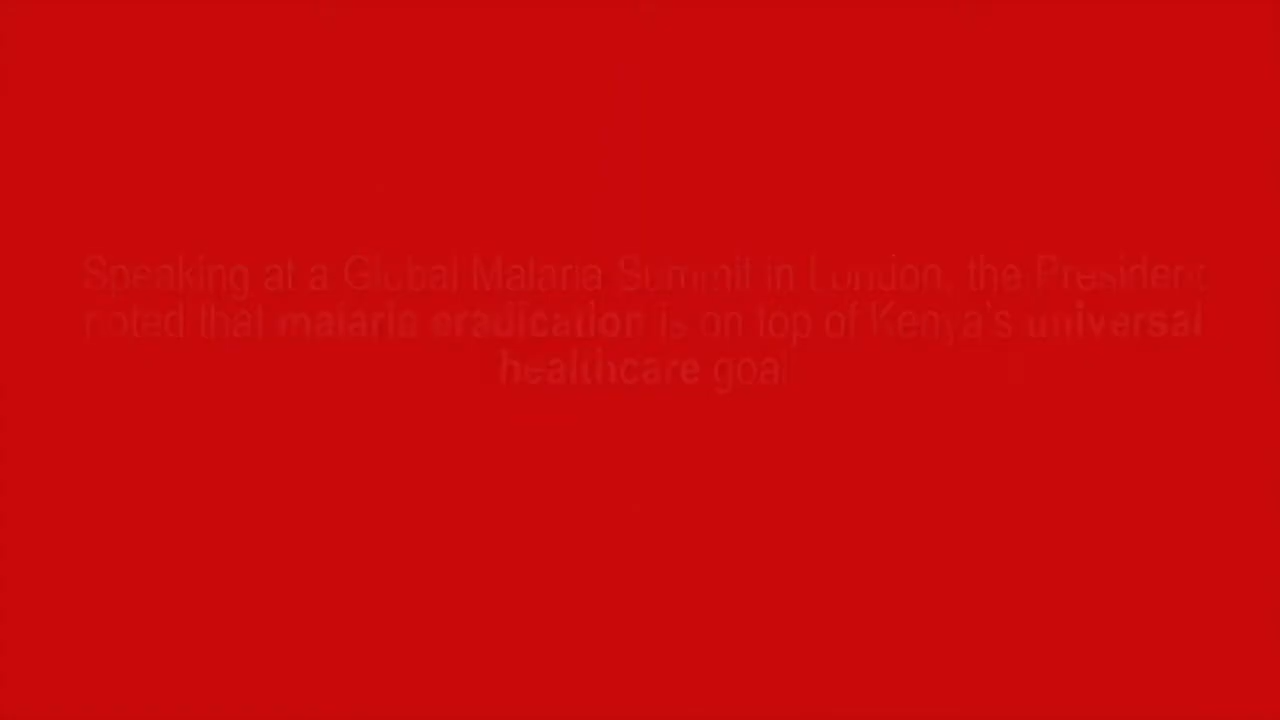 Speaking at a Global Malaria Summit in London, the President
noted that malaria eradication is on top of Kenya's universal
healthcare goal